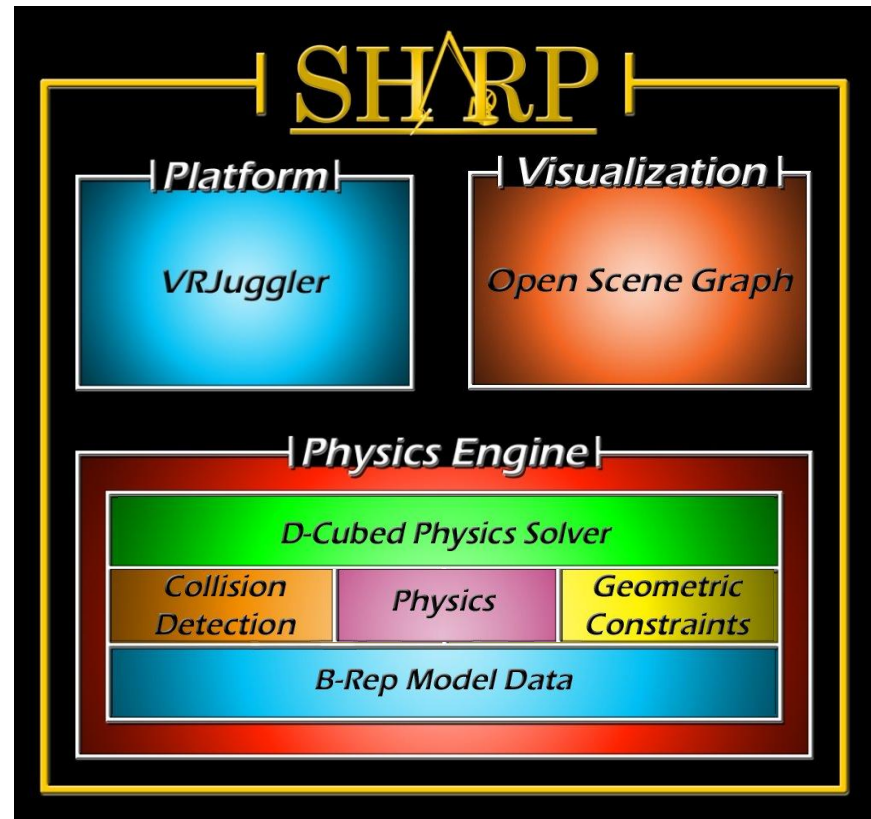 SHARP
Platform
Visualization
VRJuggler
Open Scene Graph
Physics Engine
D-Cubed Physics Solver
Collision
Detection
Physics
Geometric
Constraints
B-Rep Model Data